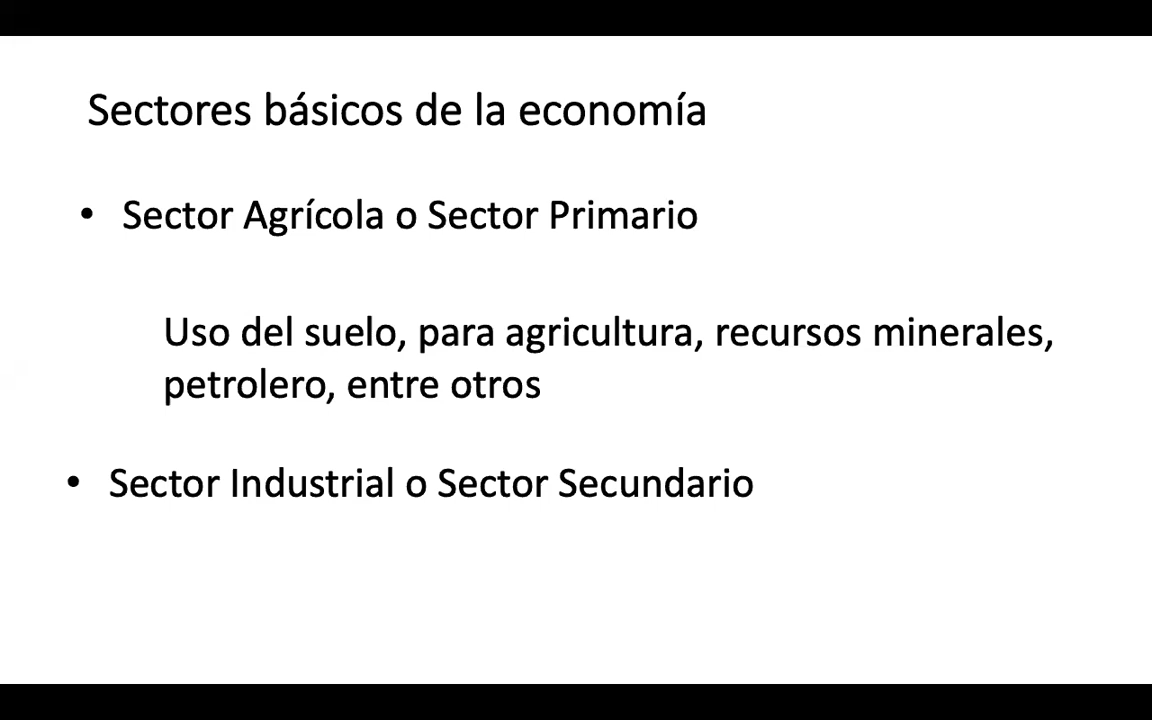 Sectores básicos de la economía
• Sector Agrícola o Sector Primario
Uso del suelo, para agricultura, recursos minerales,
petrolero, entre otros
• Sector Industrial o Sector Secundario